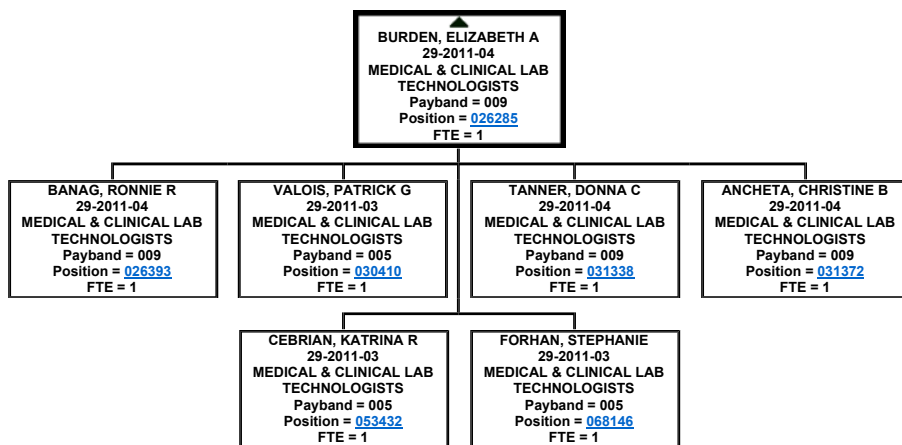 BURDEN, ELIZABETH A
29-2011-04
MEDICAL & CLINICAL LAB
TECHNOLOGISTS
Payband = 009
Position = 026285
FTE = 1
BANAG, RONNIE R
29-2011-04
MEDICAL & CLINICAL LAB
TECHNOLOGISTS
Payband = 009
Position = 026393
FTE = 1
VALOIS, PATRICK G
29-2011-03
MEDICAL & CLINICAL LAB
TECHNOLOGISTS
Payband = 005
Position = 030410
FTE = 1
TANNER, DONNA C
29-2011-04
MEDICAL & CLINICAL LAB
TECHNOLOGISTS
Payband = 009
Position = 031338
FTE = 1
ANCHETA, CHRISTINE B
29-2011-04
MEDICAL & CLINICAL LAB
TECHNOLOGISTS
Payband = 009
Position = 031372
FTE = 1
CEBRIAN, KATRINA R
29-2011-03
MEDICAL & CLINICAL LAB
TECHNOLOGISTS
Payband = 005
Position = 053432
FTE = 1
FORHAN, STEPHANIE
29-2011-03
MEDICAL & CLINICAL LAB
TECHNOLOGISTS
Payband = 005
Position = 068146
FTE = 1